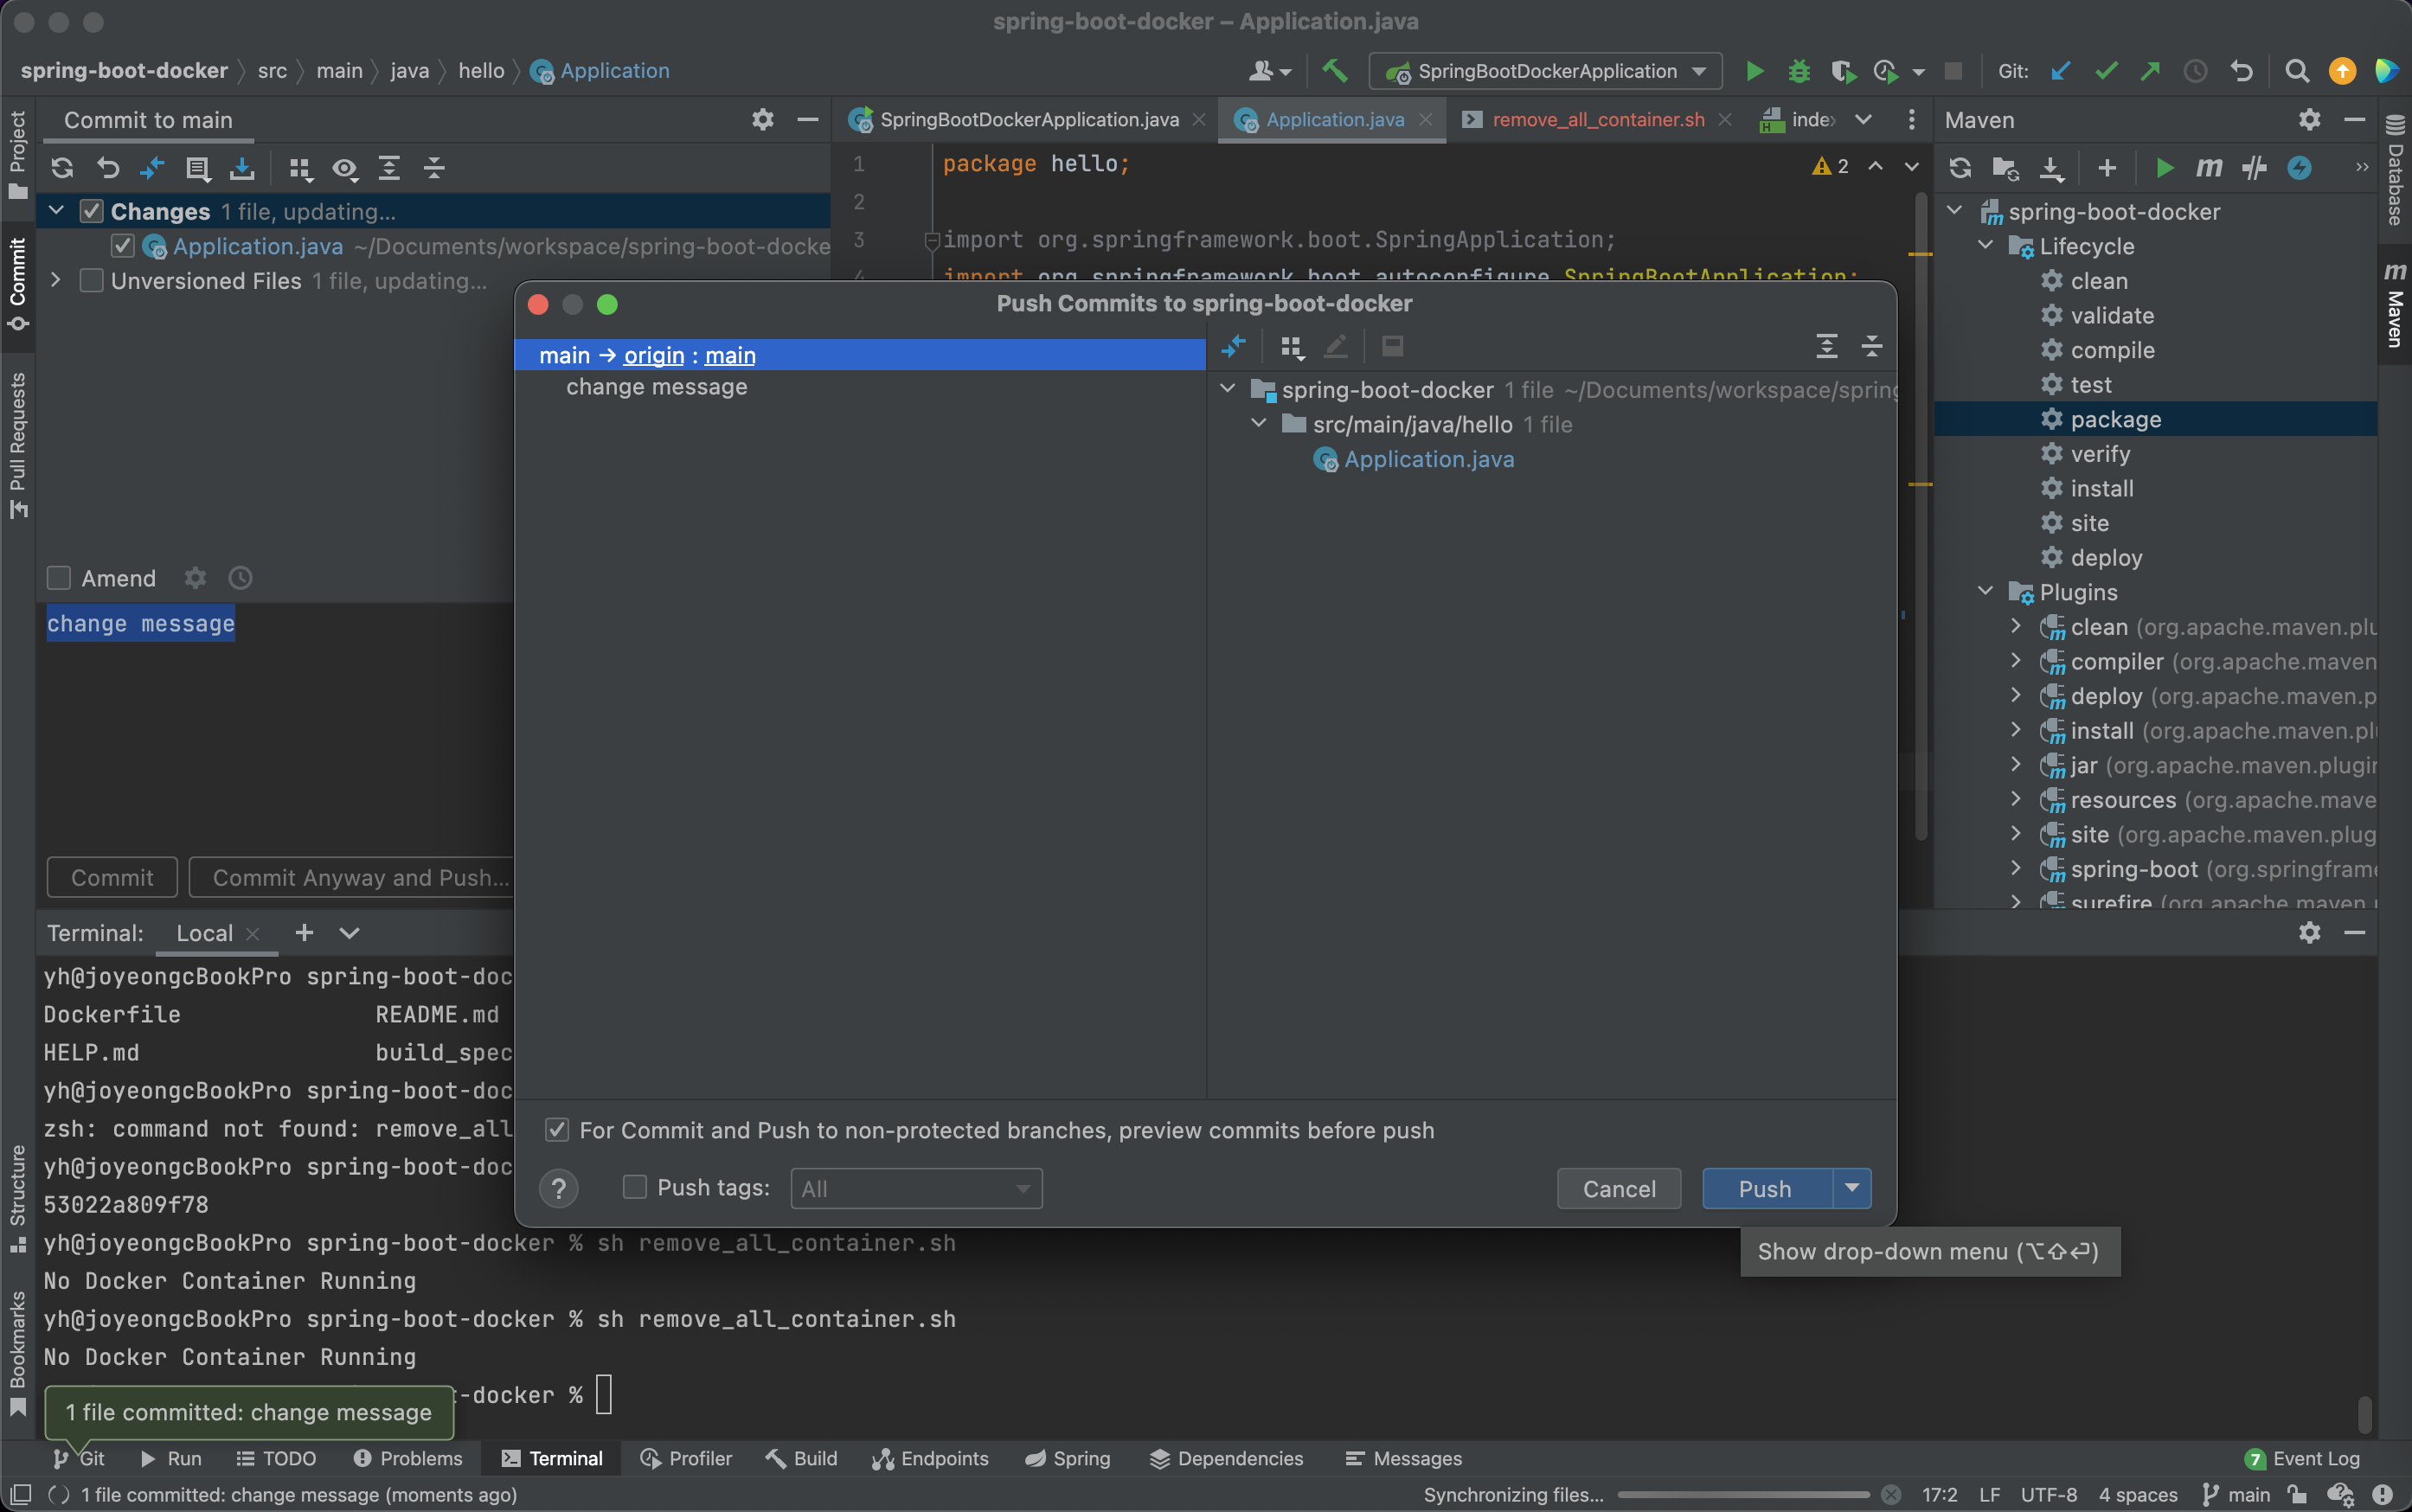 spring-boot-docker – Application.java
spring-boot-docker
src
main
java
hello
Application
SpringBootDockerApplication
Git:
Project
Commit
Pull Requests
Structure
Bookmarks
Commit to main
Changes 1 file, updating...
Application.java ~/Documents/workspace/spring-boot-docke
Unversioned Files 1 file, updating...
Amend
change message
Commit
Commit Anyway and Push...
SpringBootDockerApplication.java
Application.java
remove_all_container.sh
index
1 package hello;
2
2
3 import org.springframework.boot.SpringApplication;
4 import org.springframework.boot.autoconfigure.SpringBootApplication;
Maven
spring-boot-docker
Lifecycle
clean
validate
compile
test
package
verify
install
site
deploy
Plugins
clean (org.apache.maven.plu
compiler (org.apache.maven
deploy (org.apache.maven.p
install (org.apache.maven.pl
jar (org.apache.maven.plugin
resources (org.apache.mave
site (org.apache.maven.plug
spring-boot (org.springframe
surefire (org.apache.maven.
Database
m Maven
Push Commits to spring-boot-docker
main → origin : main
change message
spring-boot-docker 1 file ~/Documents/workspace/spring
src/main/java/hello 1 file
Application.java
For Commit and Push to non-protected branches, preview commits before push
? Push tags: All
Cancel
Push
Show drop-down menu (⌥⇧⏎)
Terminal: Local
yh@joyeongcBookPro spring-boot-doc
Dockerfile README.md
HELP.md build_spec
yh@joyeongcBookPro spring-boot-doc
zsh: command not found: remove_all
yh@joyeongcBookPro spring-boot-doc
53022a809f78
yh@joyeongcBookPro spring-boot-docker % sh remove_all_container.sh
No Docker Container Running
yh@joyeongcBookPro spring-boot-docker % sh remove_all_container.sh
No Docker Container Running
t-docker %
1 file committed: change message
Git
Run
TODO
Problems
Terminal
Profiler
Build
Endpoints
Spring
Dependencies
Messages
7 Event Log
1 file committed: change message (moments ago)
Synchronizing files...
17:2 LF UTF-8 4 spaces main